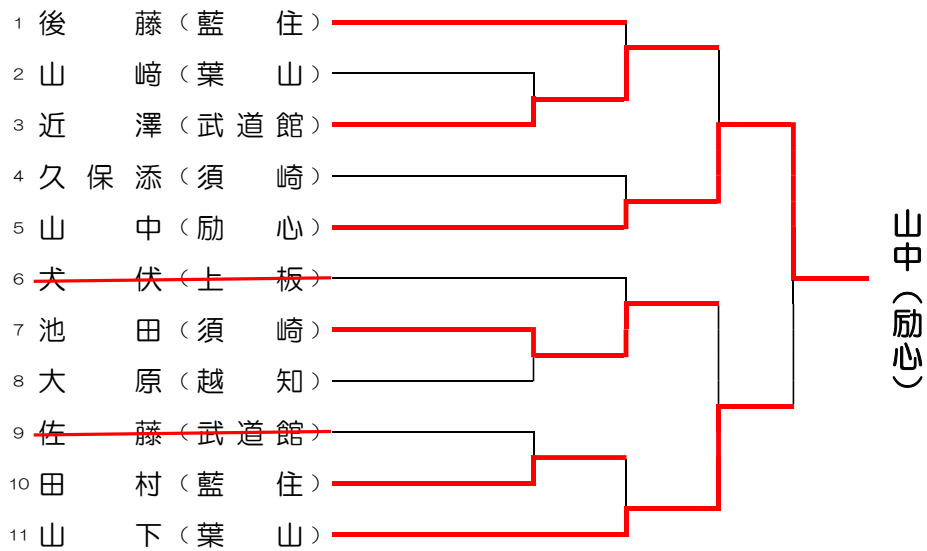 1 後藤（藍住）
2 山﨑（葉山）
3 近澤（武道館）
4 久保添（須崎）
5 山中（励心）
6 犬伏（上板）
7 池田（須崎）
8 大原（越知）
9 佐藤（武道館）
10 田村（藍住）
11 山下（葉山）
山中（励心）